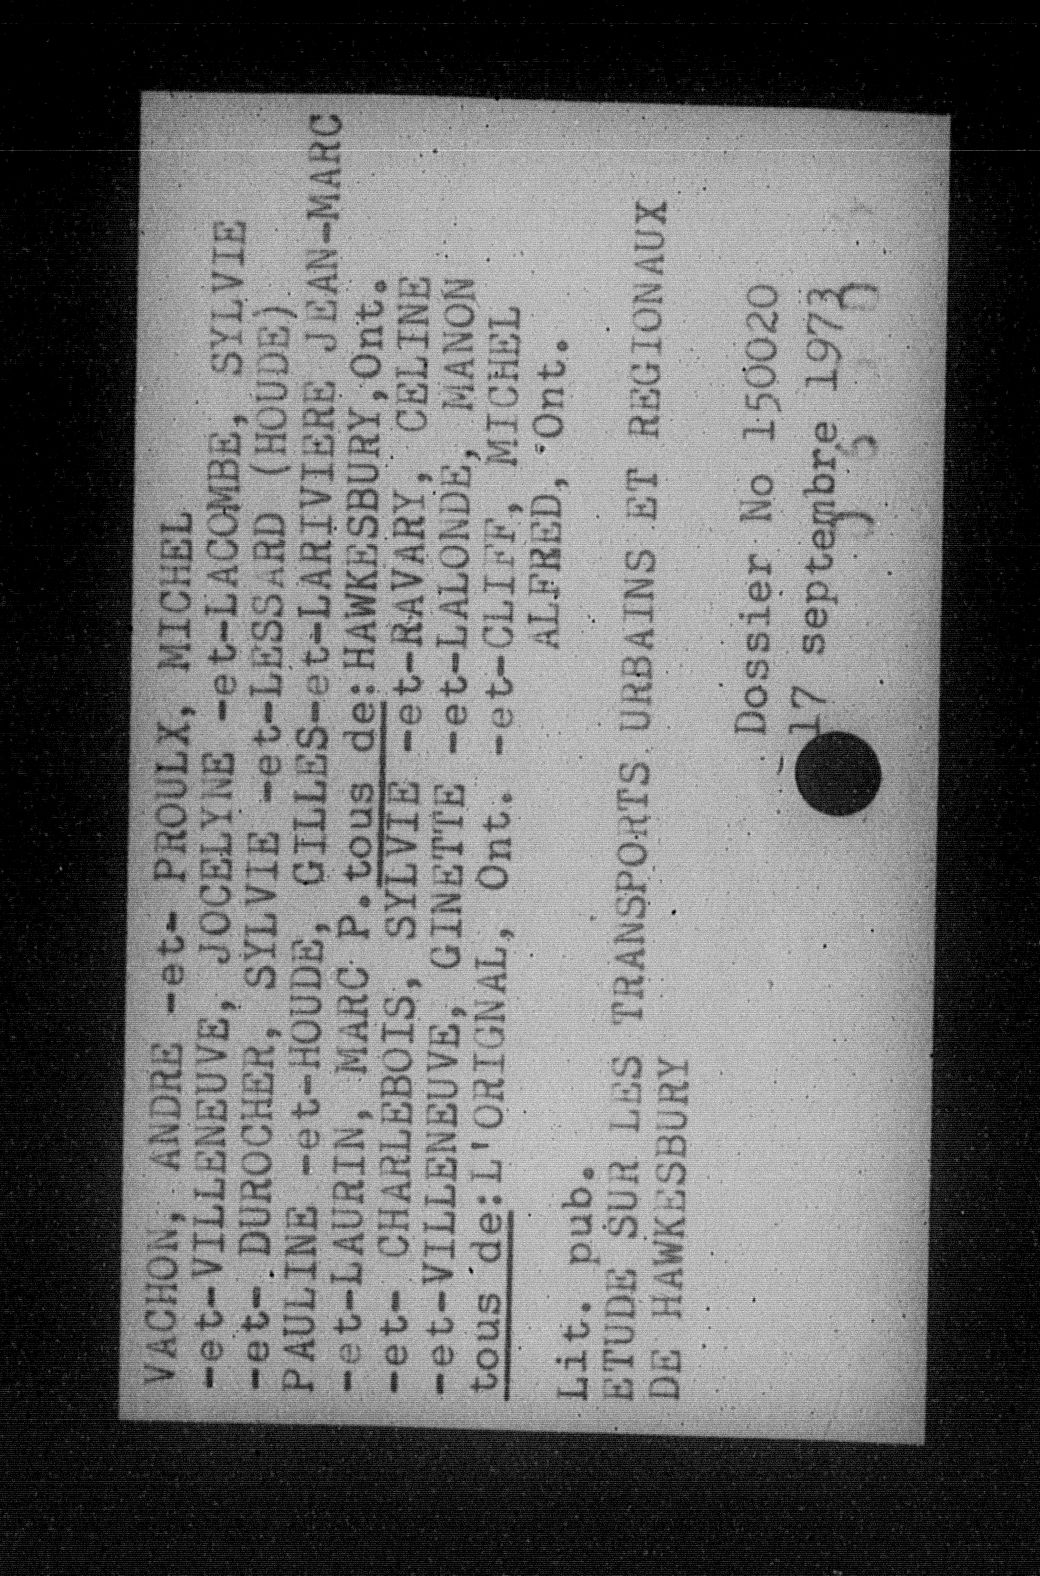 VACHON, ANDRE -et- PROULX, MICHEL
-et-VILLENEUVE, JOCELYNE -et-LACOMBE, SYLVIE
-et- DUROCHER, SYLVIE -et-LESSARD (HOUDE)
PAULINE -et-HOUDE, GILLES-et-LARIVIERE JEAN-MARC
-et-LAURIN, MARC P.tous de:HAWKESBURY,Ont.
-et- CHARLEBOIS, SYLVIE -et-RAVARY, CELINE
-et-VILLENEUVE, GINETTE -et-LALONDE, MANON
tous de:L'ORIGNAL, Ont. -et-CLIFF, MICHEL
ALFRED, Ont.
Lit. pub.
ETUDE SUR LES TRANSPORTS URBAINS ET REGIONAUX
DE HAWKESBURY
Dossier No 150020
17 septembre 1973